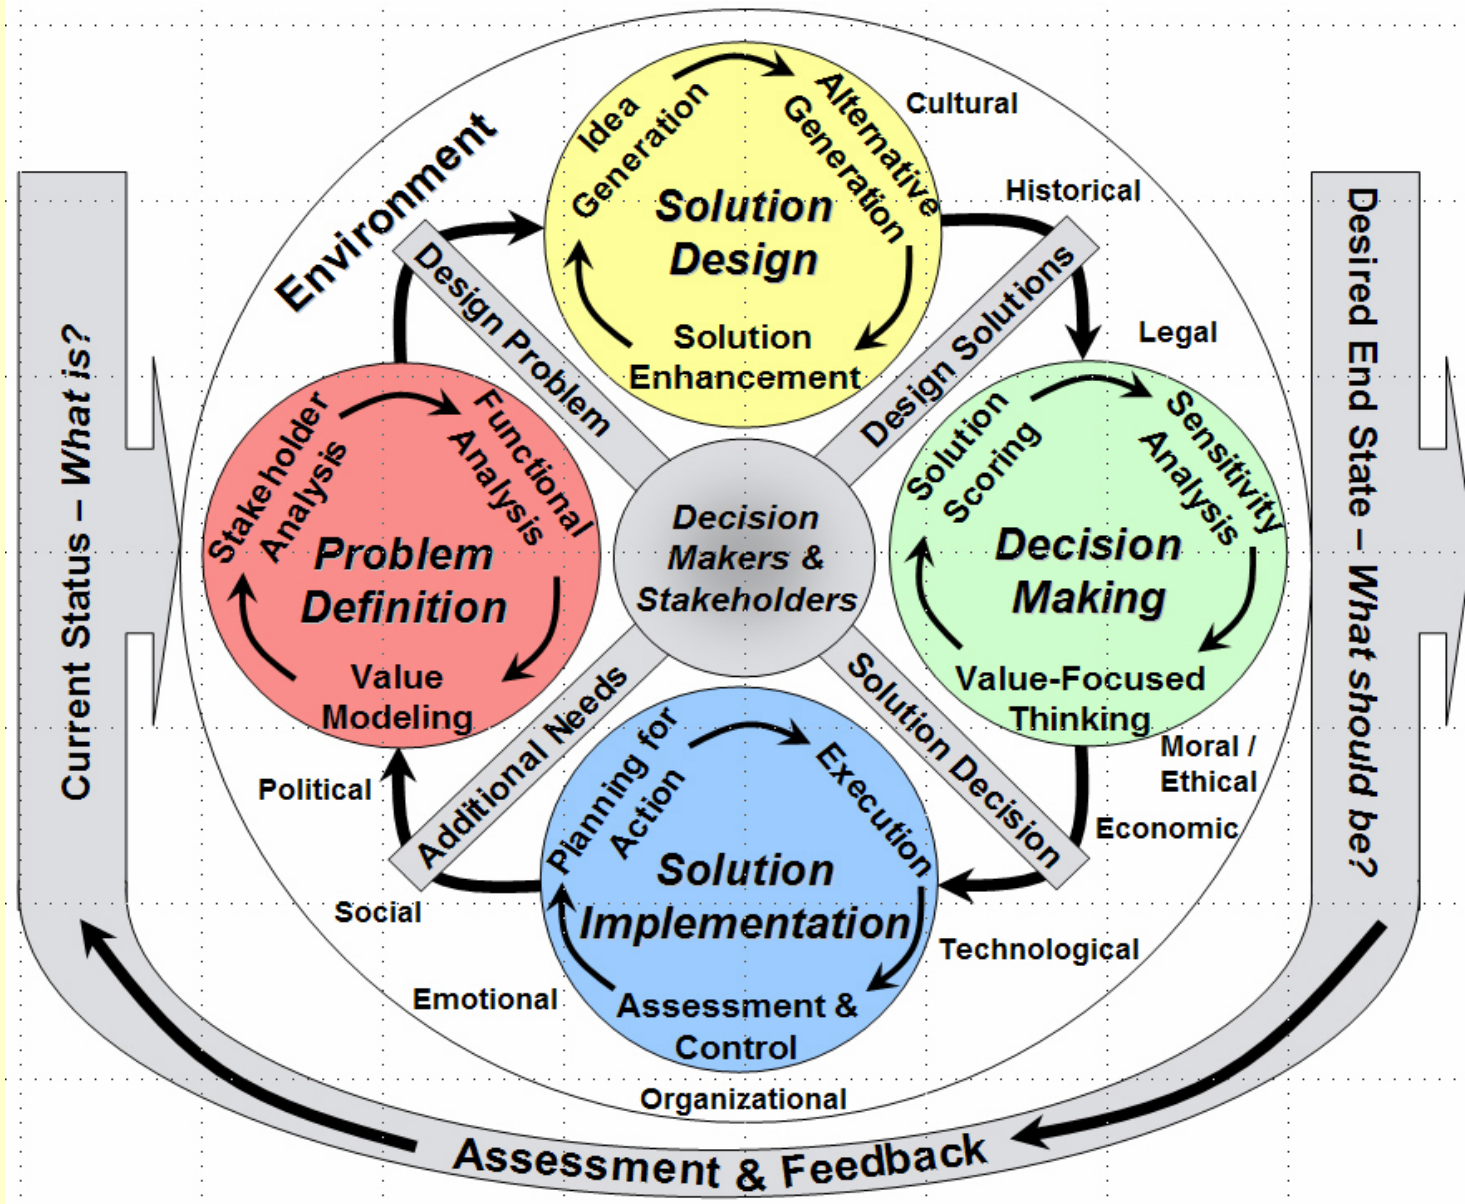 Environment
Current Status – What is?
Idea
Generation
Alternative
Generation
Solution
Design
Solution
Enhancement
Cultural
Historical
Legal
Design Problem
Design Solutions
Stakeholder
Analysis
Functional
Analysis
Problem
Definition
Value
Modeling
Decision
Makers &
Stakeholders
Solution
Scoring
Sensitivity
Analysis
Decision
Making
Value-Focused
Thinking
Moral /
Ethical
Economic
Additional Needs
Solution Decision
Planning for
Action
Execution
Solution
Implementation
Assessment &
Control
Political
Social
Emotional
Technological
Organizational
Desired End State – What should be?
Assessment & Feedback